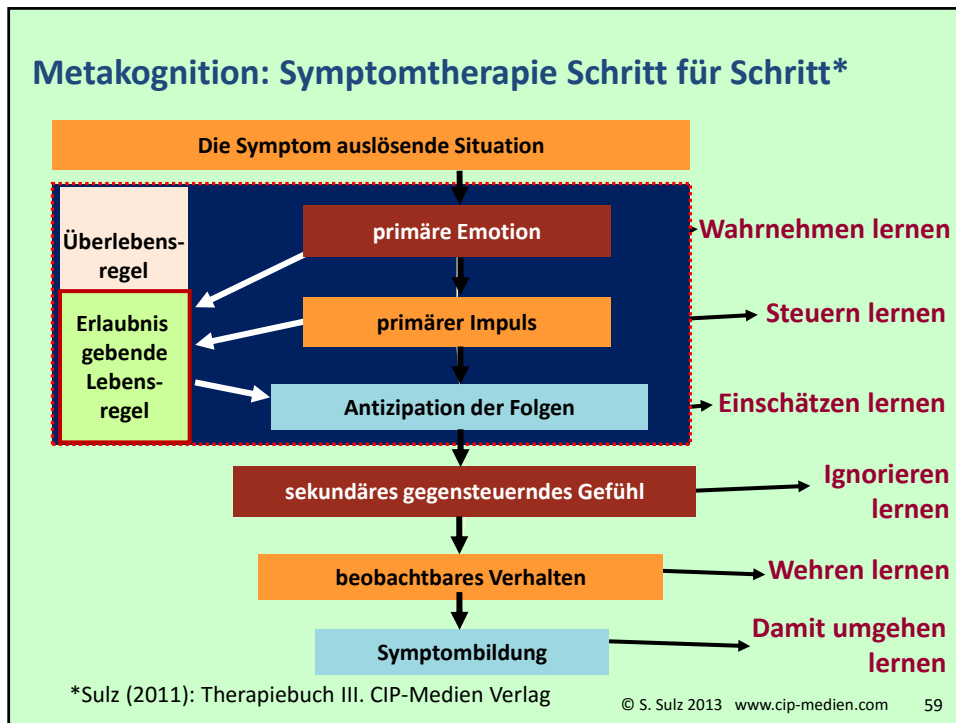 Metakognition: Symptomtherapie Schritt für Schritt*
Die Symptom auslösende Situation
Überlebens-
regel
Erlaubnis
gebende
Lebens-
regel
primäre Emotion
primärer Impuls
Antizipation der Folgen
sekundäres gegensteuerndes Gefühl
beobachtbares Verhalten
Symptombildung
Wahrnehmen lernen
Steuern lernen
Einschätzen lernen
Ignorieren
lernen
Wehren lernen
Damit umgehen
lernen
*Sulz (2011): Therapiebuch III. CIP-Medien Verlag
© S. Sulz 2013 www.cip-medien.com 59